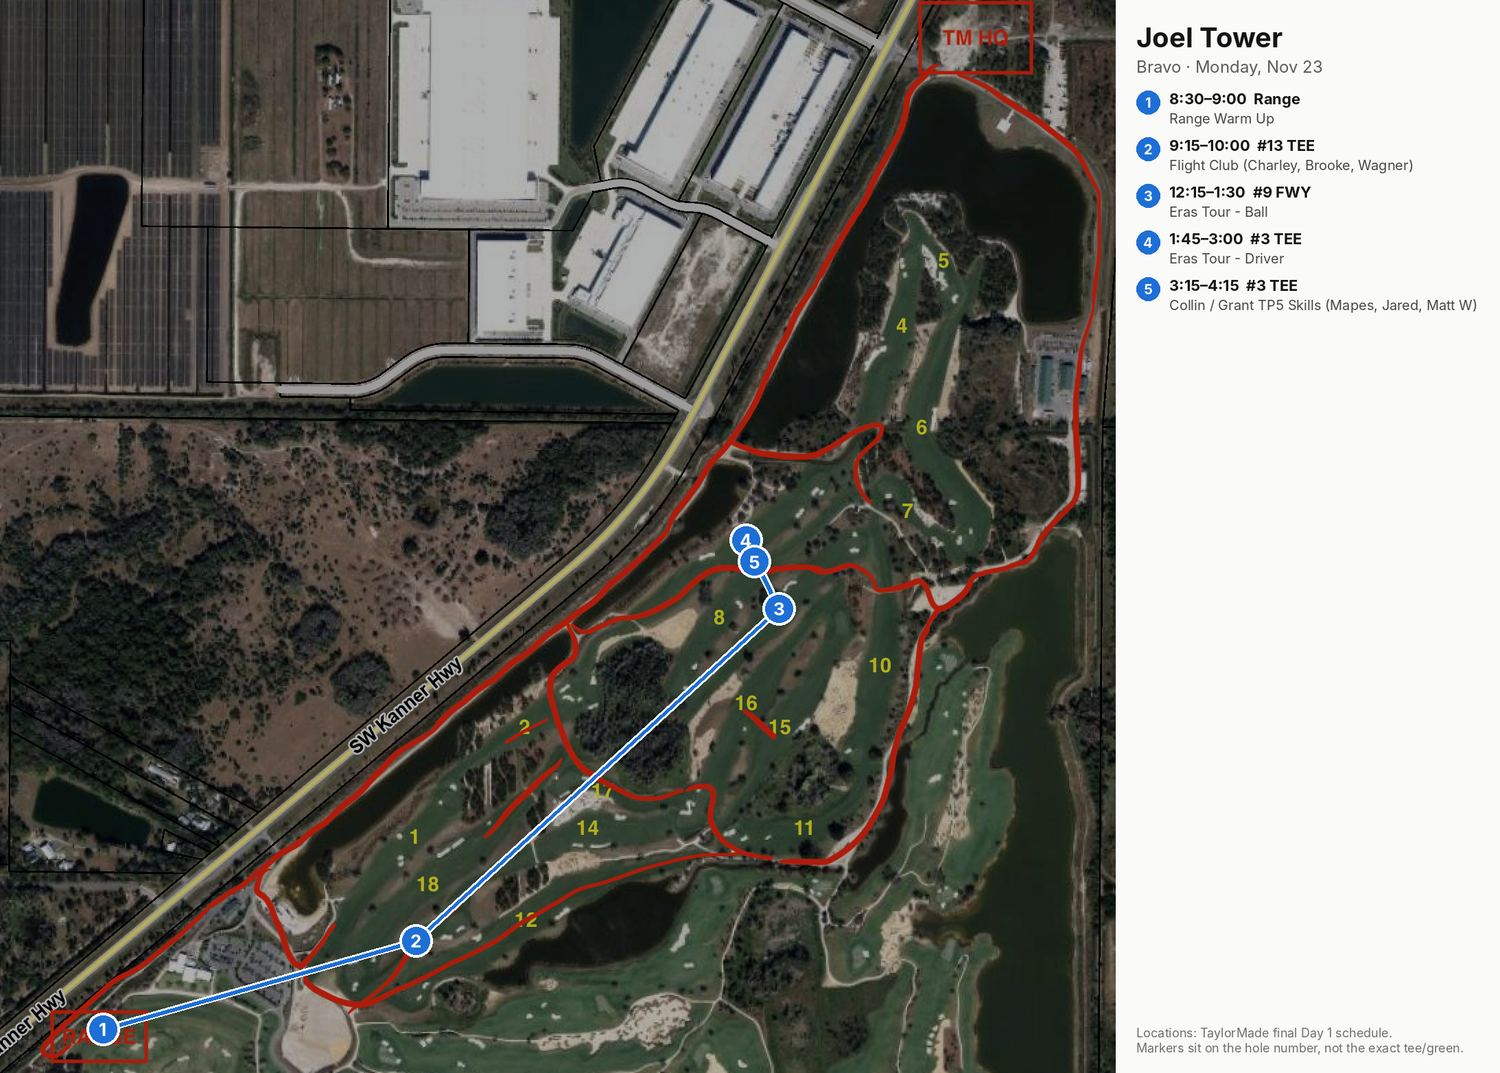 Joel Tower
Bravo · Monday, Nov 23
1 8:30–9:00 Range
Range Warm Up
2 9:15–10:00 #13 TEE
Flight Club (Charley, Brooke, Wagner)
3 12:15–1:30 #9 FWY
Eras Tour - Ball
4 1:45–3:00 #3 TEE
Eras Tour - Driver
5 3:15–4:15 #3 TEE
Collin / Grant TP5 Skills (Mapes, Jared, Matt W)
TM HQ
5
4
6
7
4
5
3
8
10
16
15
2
SW Kanner Hwy
17
14
11
1
18
12
2
1
Locations: TaylorMade final Day 1 schedule.
Markers sit on the hole number, not the exact tee/green.